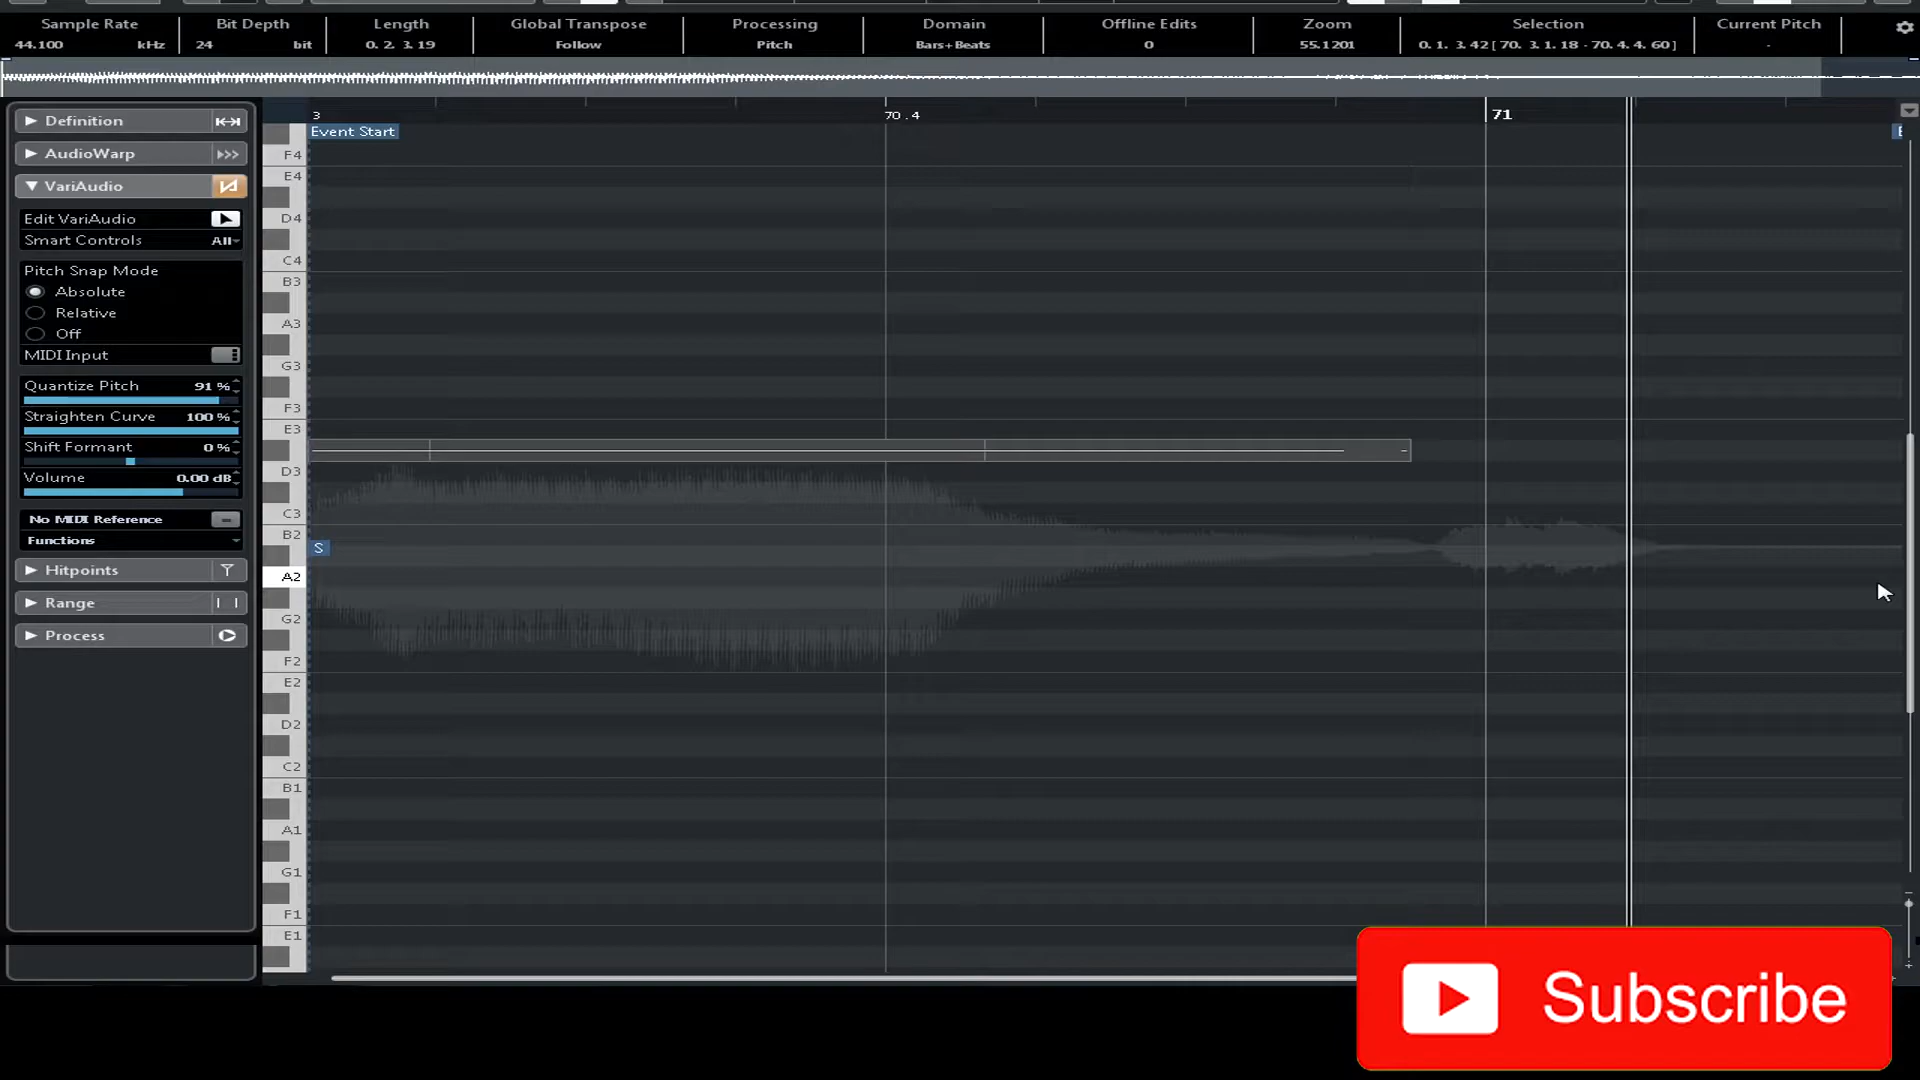 Sample Rate Bit Depth Length Global Transpose Processing Domain Offline Edits Zoom Selection Current Pitch
44.100 kHz 24 bit 0. 2. 3. 19 Follow Pitch Bars+Beats 0 55.1201 0. 1. 3. 42 [ 70. 3. 1. 18 - 70. 4. 4. 60 ] -
Definition
AudioWarp
VariAudio
Edit VariAudio
Smart Controls All
Pitch Snap Mode
Absolute
Relative
Off
MIDI Input
Quantize Pitch 91 %
Straighten Curve 100 %
Shift Formant 0 %
Volume 0.00 dB
No MIDI Reference
Functions
Hitpoints
Range
Process
3 70 .4 71
Event Start
F4
E4
D4
C4
B3
A3
G3
F3
E3
D3
C3
B2
S
A2
G2
F2
E2
D2
C2
B1
A1
G1
F1
E1
Subscribe